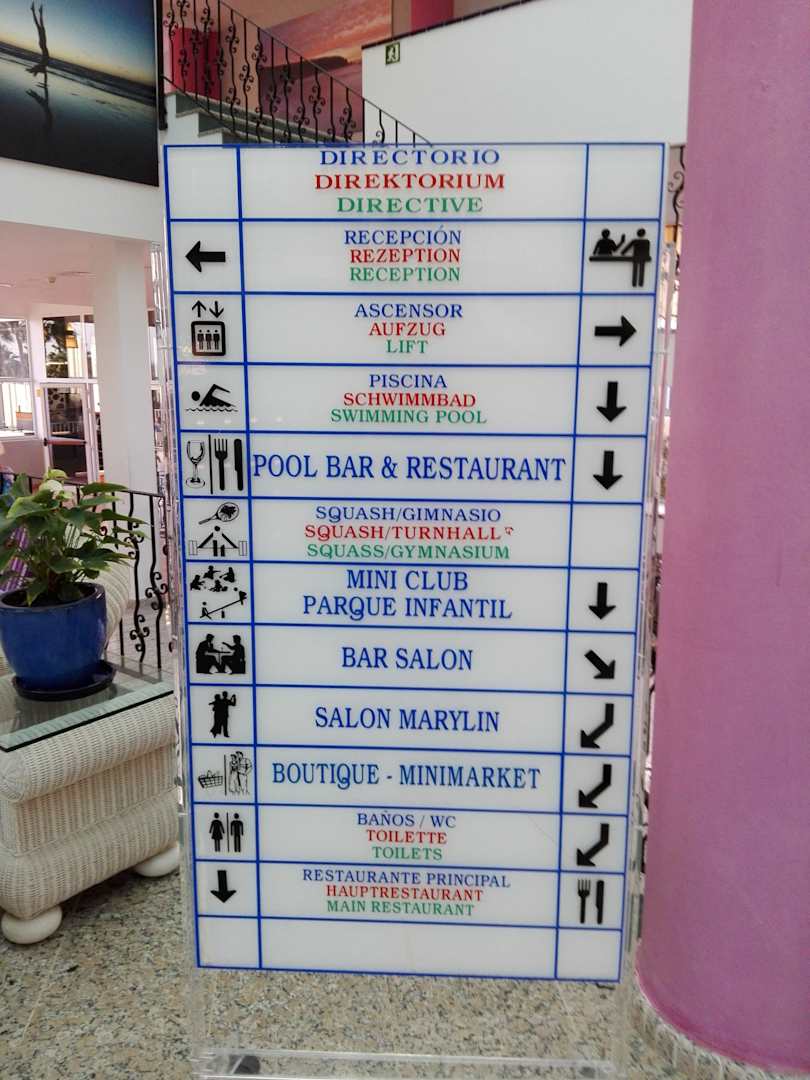 DIRECTORIO
DIREKTORIUM
DIRECTIVE
RECEPCIÓN
REZEPTION
RECEPTION
ASCENSOR
AUFZUG
LIFT
PISCINA
SCHWIMMBAD
SWIMMING POOL
POOL BAR & RESTAURANT
SQUASH/GIMNASIO
SQUASH/TURNHALL
SQUASS/GYMNASIUM
MINI CLUB
PARQUE INFANTIL
BAR SALON
SALON MARYLIN
BOUTIQUE - MINIMARKET
BAÑOS / WC
TOILETTE
TOILETS
RESTAURANTE PRINCIPAL
HAUPTRESTAURANT
MAIN RESTAURANT